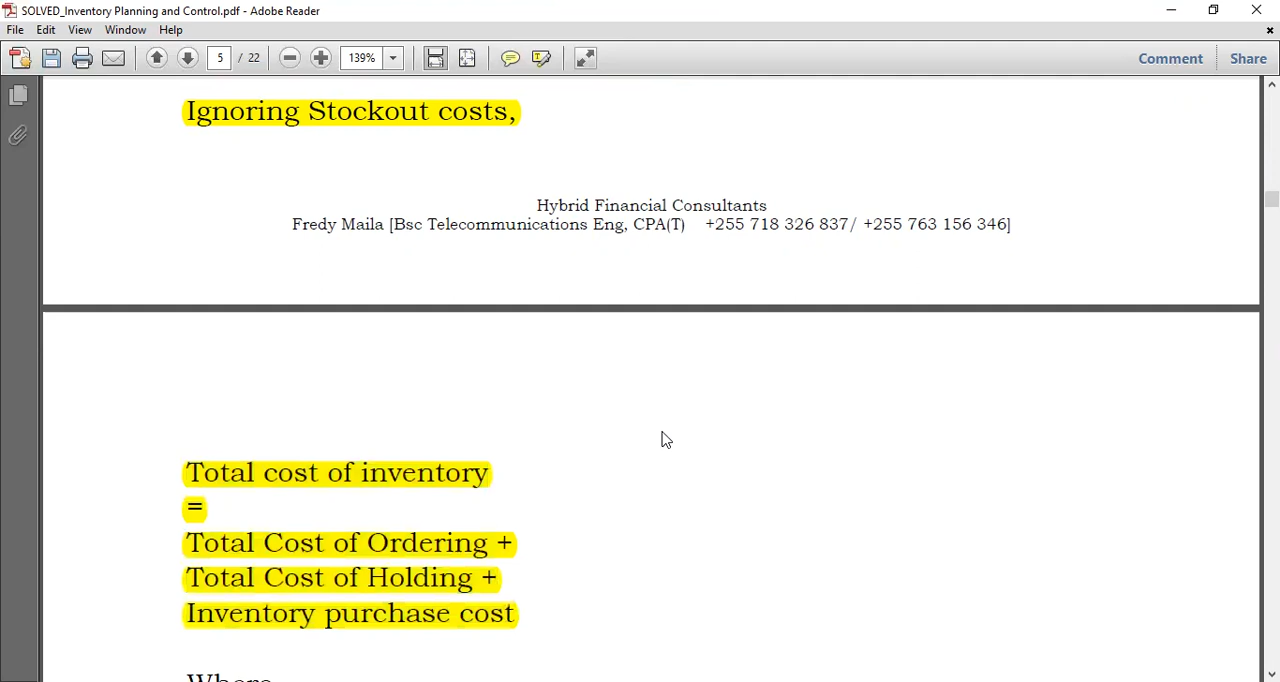 SOLVED_Inventory Planning and Control.pdf - Adobe Reader
File Edit View Window Help
5 / 22 139% Comment Share
Ignoring Stockout costs,
Hybrid Financial Consultants
Fredy Maila [Bsc Telecommunications Eng, CPA(T) +255 718 326 837/ +255 763 156 346]
Total cost of inventory
=
Total Cost of Ordering +
Total Cost of Holding +
Inventory purchase cost
Where